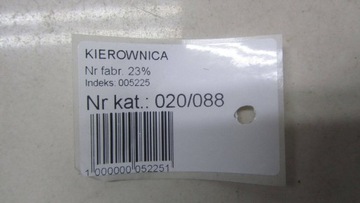 KIEROWNICA
Nr fabr. 23%
Indeks: 005225
Nr kat.: 020/088
1 000000 052251